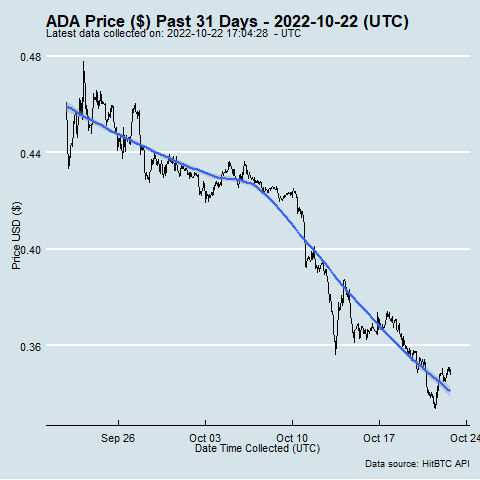 ADA Price ($) Past 31 Days - 2022-10-22 (UTC)
Latest data collected on: 2022-10-22 17:04:28  - UTC
0.48
0.44
0.40
0.36
Price USD ($)
Sep 26
Oct 03
Oct 10
Oct 17
Oct 24
Date Time Collected (UTC)
Data source: HitBTC API